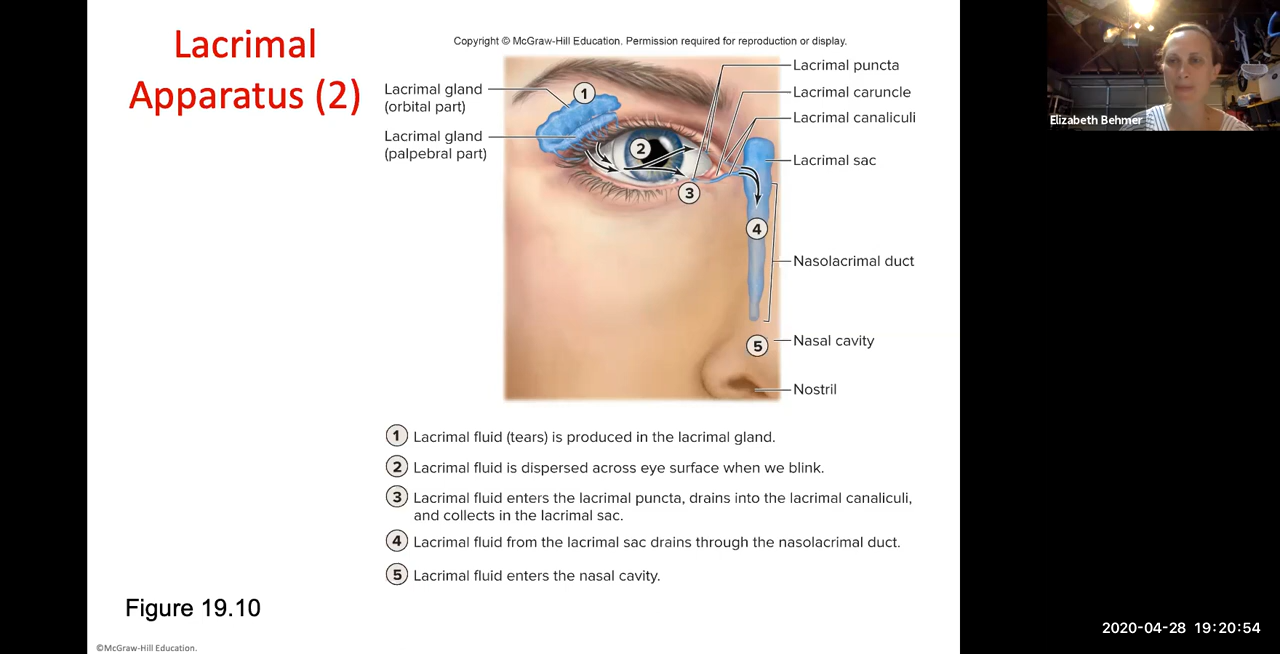 Lacrimal
Apparatus (2)
Copyright © McGraw-Hill Education. Permission required for reproduction or display.
Lacrimal gland
(orbital part)
Lacrimal gland
(palpebral part)
1
2
3
4
5
Lacrimal puncta
Lacrimal caruncle
Lacrimal canaliculi
Lacrimal sac
Nasolacrimal duct
Nasal cavity
Nostril
1 Lacrimal fluid (tears) is produced in the lacrimal gland.
2 Lacrimal fluid is dispersed across eye surface when we blink.
3 Lacrimal fluid enters the lacrimal puncta, drains into the lacrimal canaliculi,
and collects in the lacrimal sac.
4 Lacrimal fluid from the lacrimal sac drains through the nasolacrimal duct.
5 Lacrimal fluid enters the nasal cavity.
Figure 19.10
©McGraw-Hill Education.
Elizabeth Behmer
2020-04-28 19:20:54